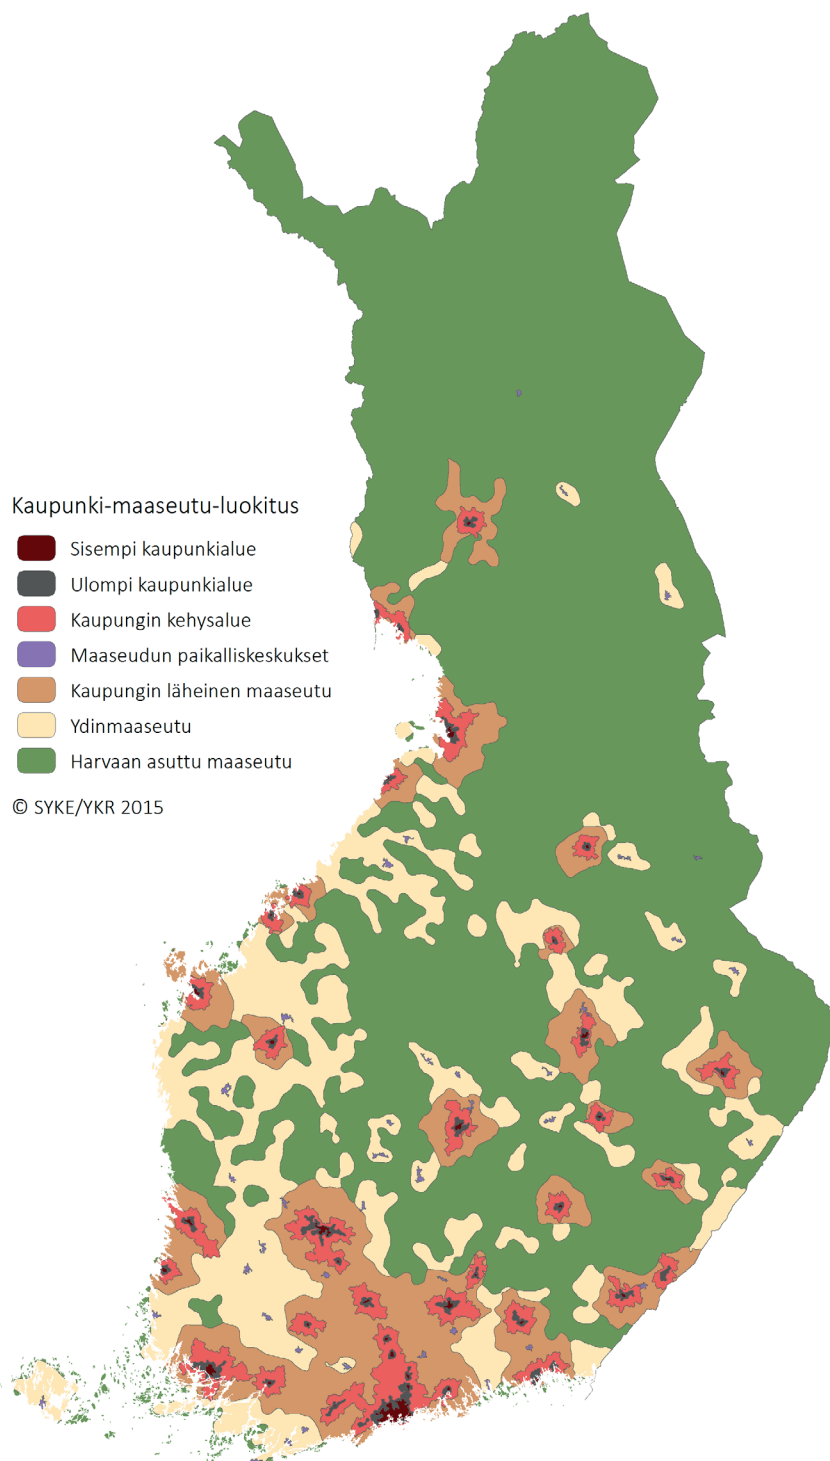 Kaupunki-maaseutu-luokitus
Sisempi kaupunkialue
Ulompi kaupunkialue
Kaupungin kehysalue
Maaseudun paikalliskeskukset
Kaupungin läheinen maaseutu
Ydinmaaseutu
Harvaan asuttu maaseutu
© SYKE/YKR 2015